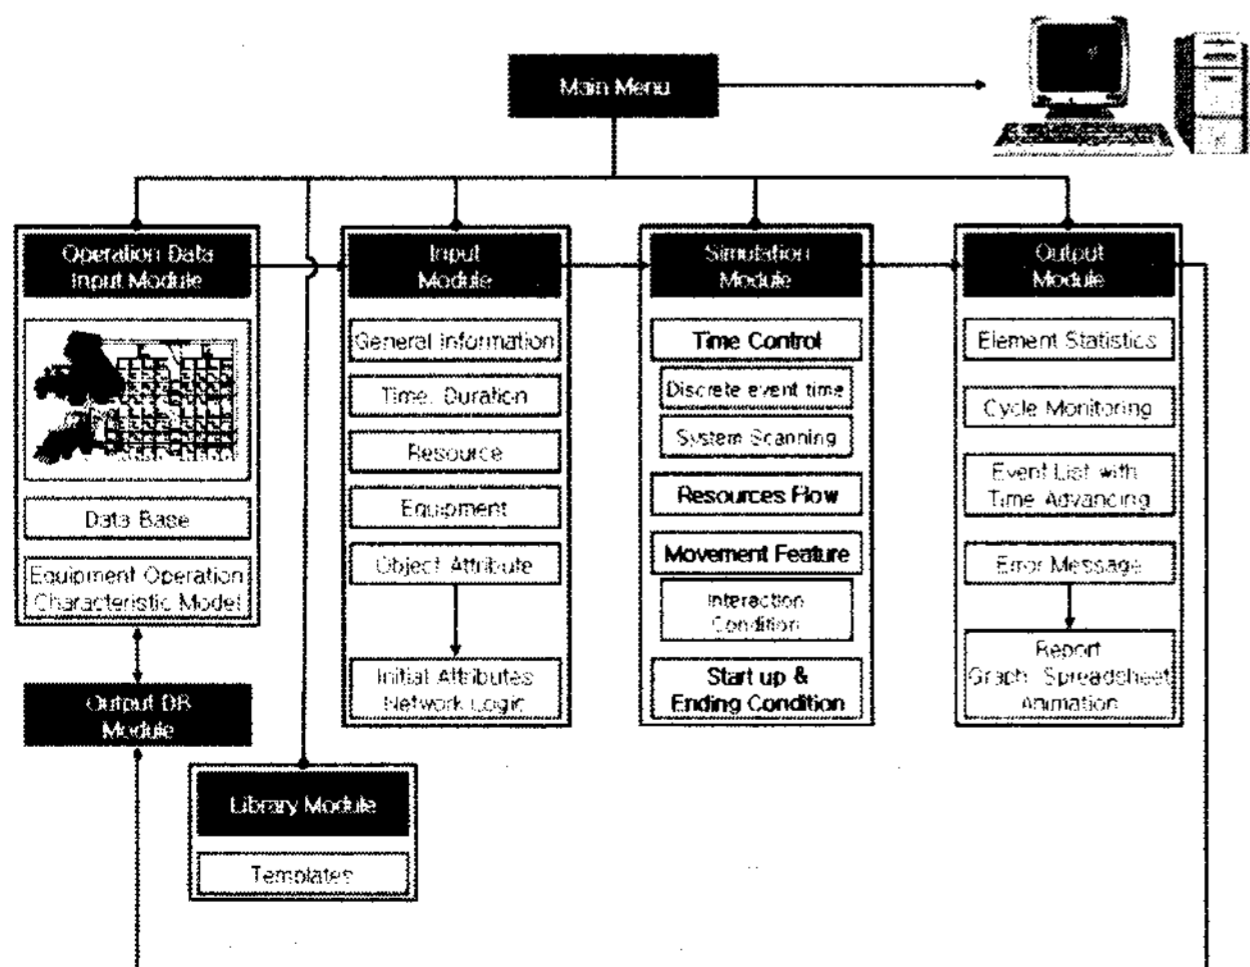 Main Menu
Operation Data
Input Module
Data Base
Equipment Operation
Characteristic Model
Output DB
Module
Library Module
Templates
Input
Module
General Information
Time, Duration
Resource
Equipment
Object Attribute
Initial Attributes
Network Logic
Simulation
Module
Time Control
Discrete event time
System Scanning
Resources Flow
Movement Feature
Interaction
Condition
Start up &
Ending Condition
Output
Module
Element Statistics
Cycle Monitoring
Event List with
Time Advancing
Error Message
Report
Graph Spreadsheet
Animation